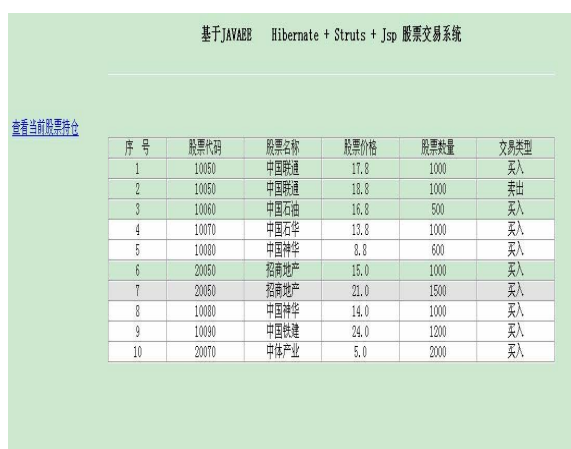 基于JAVAEE Hibernate + Struts + Jsp 股票交易系统
查看当前股票持仓
序 号 股票代码 股票名称 股票价格 股票数量 交易类型
1 10050 中国联通 17.8 1000 买入
2 10050 中国联通 18.8 1000 卖出
3 10060 中国石油 16.8 500 买入
4 10070 中国石华 13.8 1000 买入
5 10080 中国神华 8.8 600 买入
6 20050 招商地产 15.0 1000 买入
7 20050 招商地产 21.0 1500 买入
8 10080 中国神华 14.0 1000 买入
9 10090 中国铁建 24.0 1200 买入
10 20070 中体产业 5.0 2000 买入